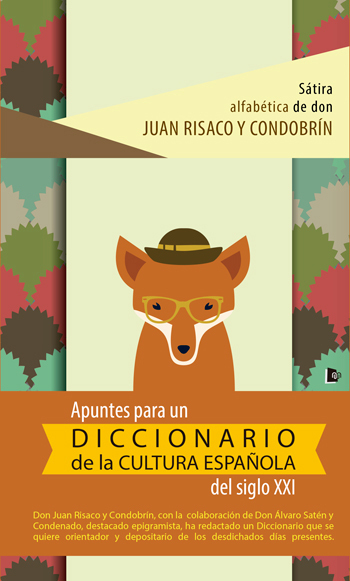 Sátira
alfabética de don
JUAN RISACO Y CONDOBRÍN
Apuntes para un
DICCIONARIO
de la CULTURA ESPAÑOLA
del siglo XXI
Don Juan Risaco y Condobrín, con la colaboración de Don Álvaro Satén y
Condenado, destacado epigramista, ha redactado un Diccionario que se
quiere orientador y depositario de los desdichados días presentes.